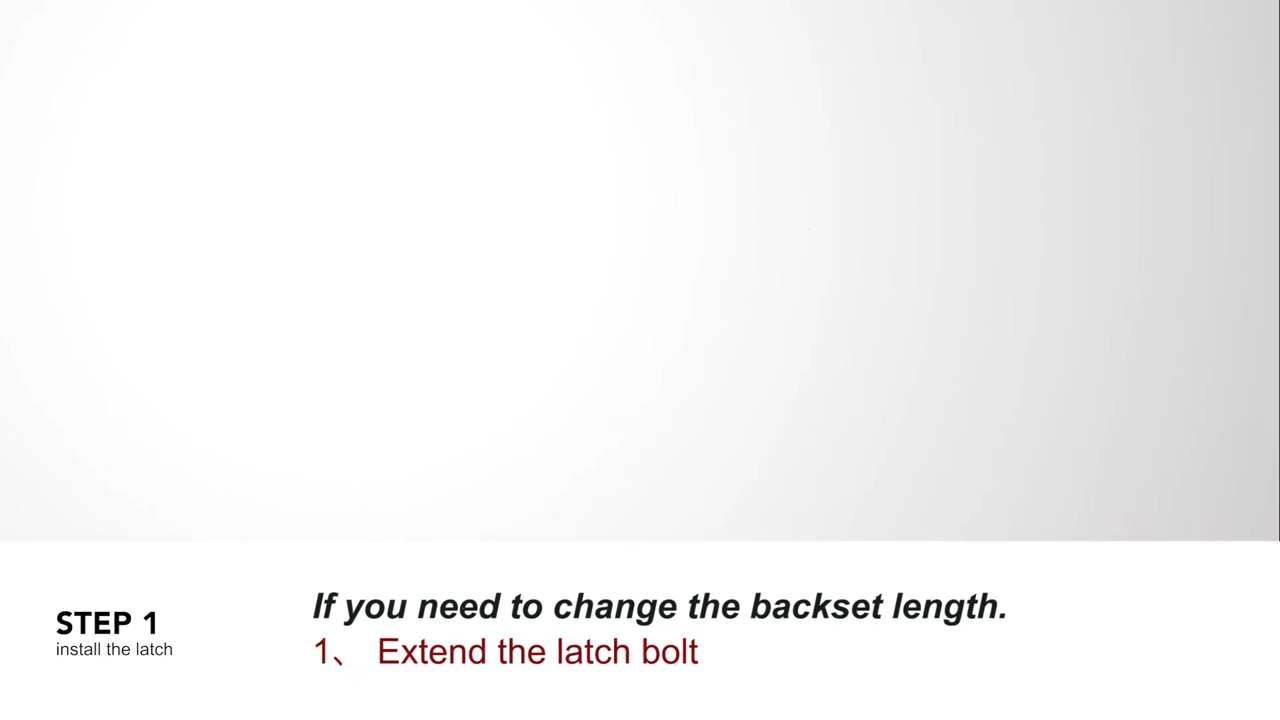 STEP 1
install the latch
If you need to change the backset length.
1、 Extend the latch bolt